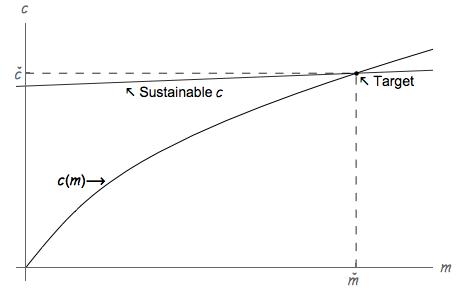 c
č
↖ Sustainable c
↖ Target
c(m)→
m
m̌